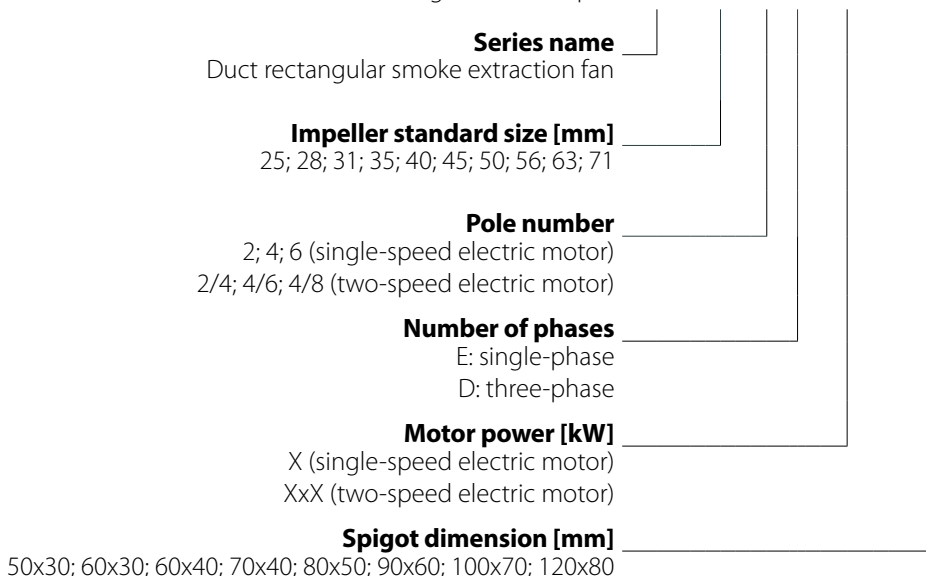 Series name
Duct rectangular smoke extraction fan
Impeller standard size [mm]
25; 28; 31; 35; 40; 45; 50; 56; 63; 71
Pole number
2; 4; 6 (single-speed electric motor)
2/4; 4/6; 4/8 (two-speed electric motor)
Number of phases
E: single-phase
D: three-phase
Motor power [kW]
X (single-speed electric motor)
XxX (two-speed electric motor)
Spigot dimension [mm]
50x30; 60x30; 60x40; 70x40; 80x50; 90x60; 100x70; 120x80